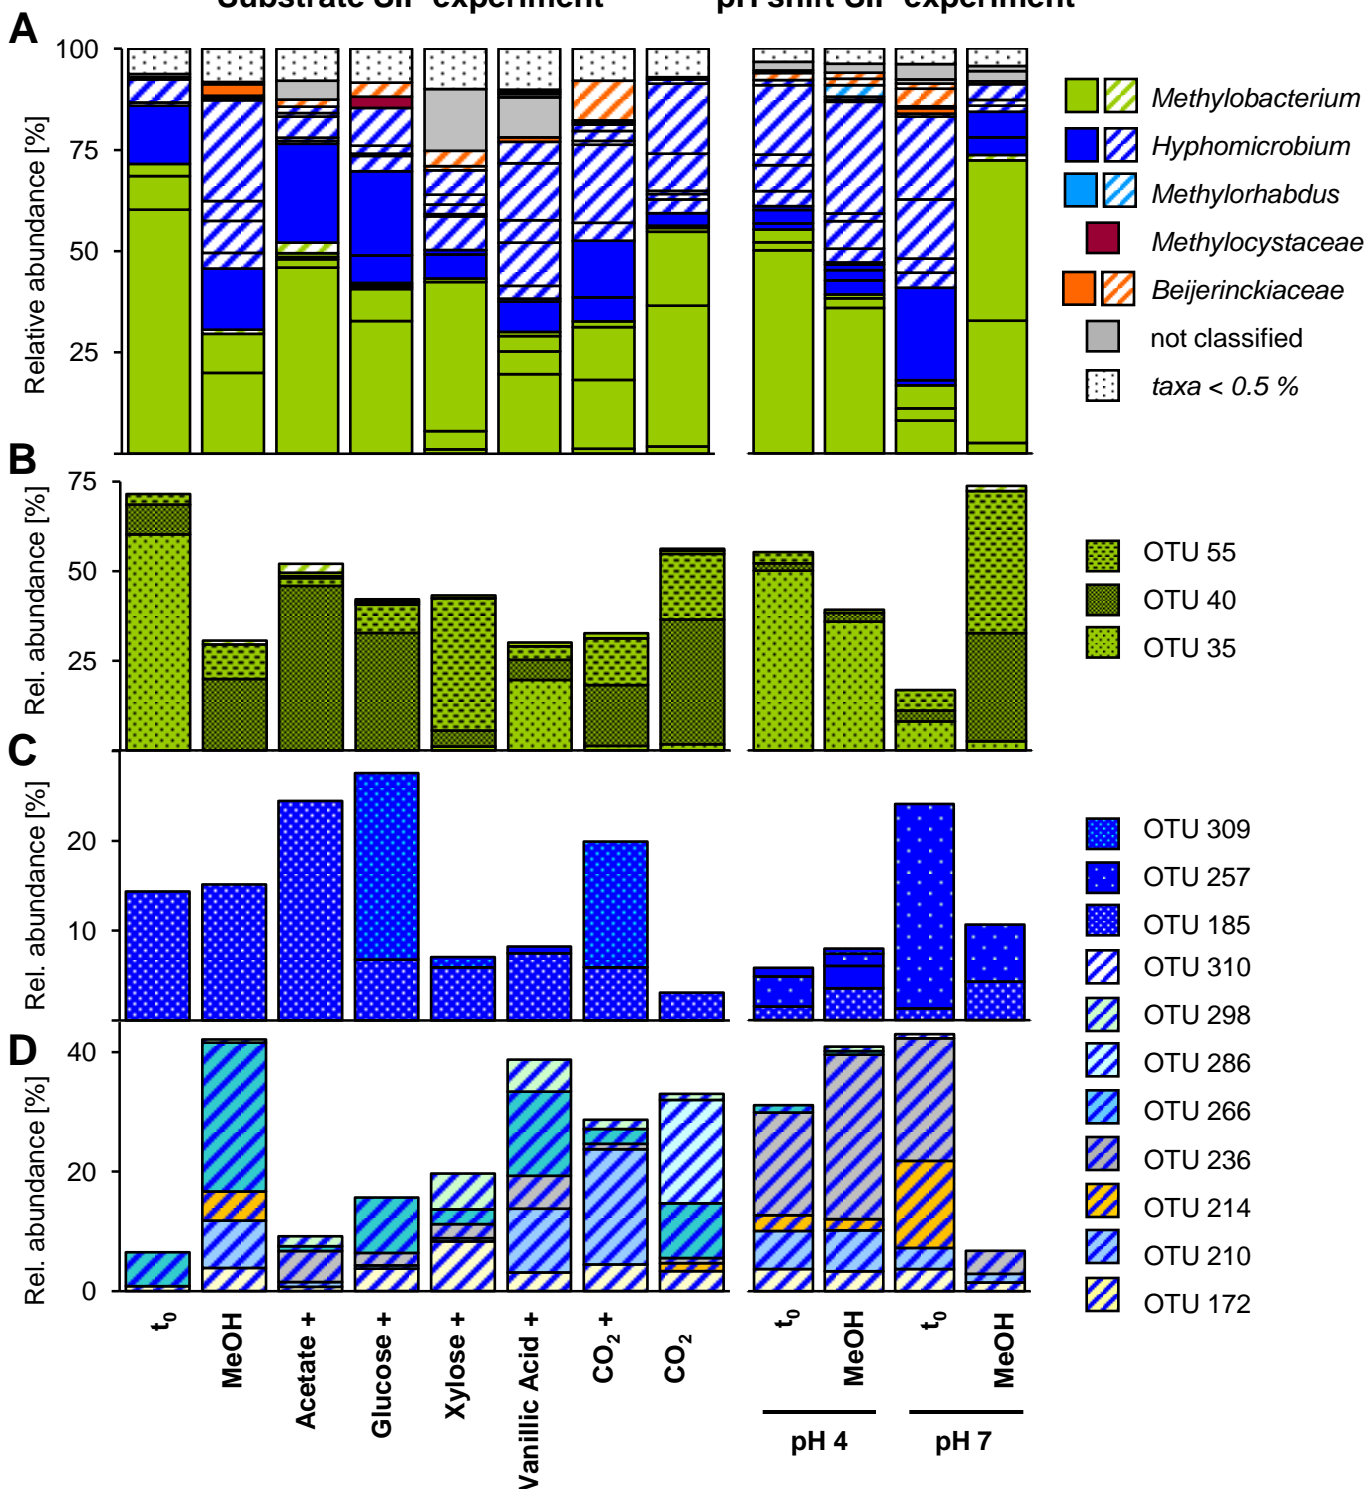 Substrate SIP experiment
pH shift SIP experiment
A
Relative abundance [%]
100
75
50
25
Methylobacterium
Hyphomicrobium
Methylorhabdus
Methylocystaceae
Beijerinckiaceae
not classified
taxa < 0.5 %
B
Rel. abundance [%]
75
50
25
OTU 55
OTU 40
OTU 35
C
Rel. abundance [%]
20
10
OTU 309
OTU 257
OTU 185
OTU 310
OTU 298
OTU 286
OTU 266
OTU 236
OTU 214
OTU 210
OTU 172
D
Rel. abundance [%]
40
20
0
t0
MeOH
Acetate +
Glucose +
Xylose +
Vanillic Acid +
CO2 +
CO2
t0
MeOH
t0
MeOH
pH 4
pH 7